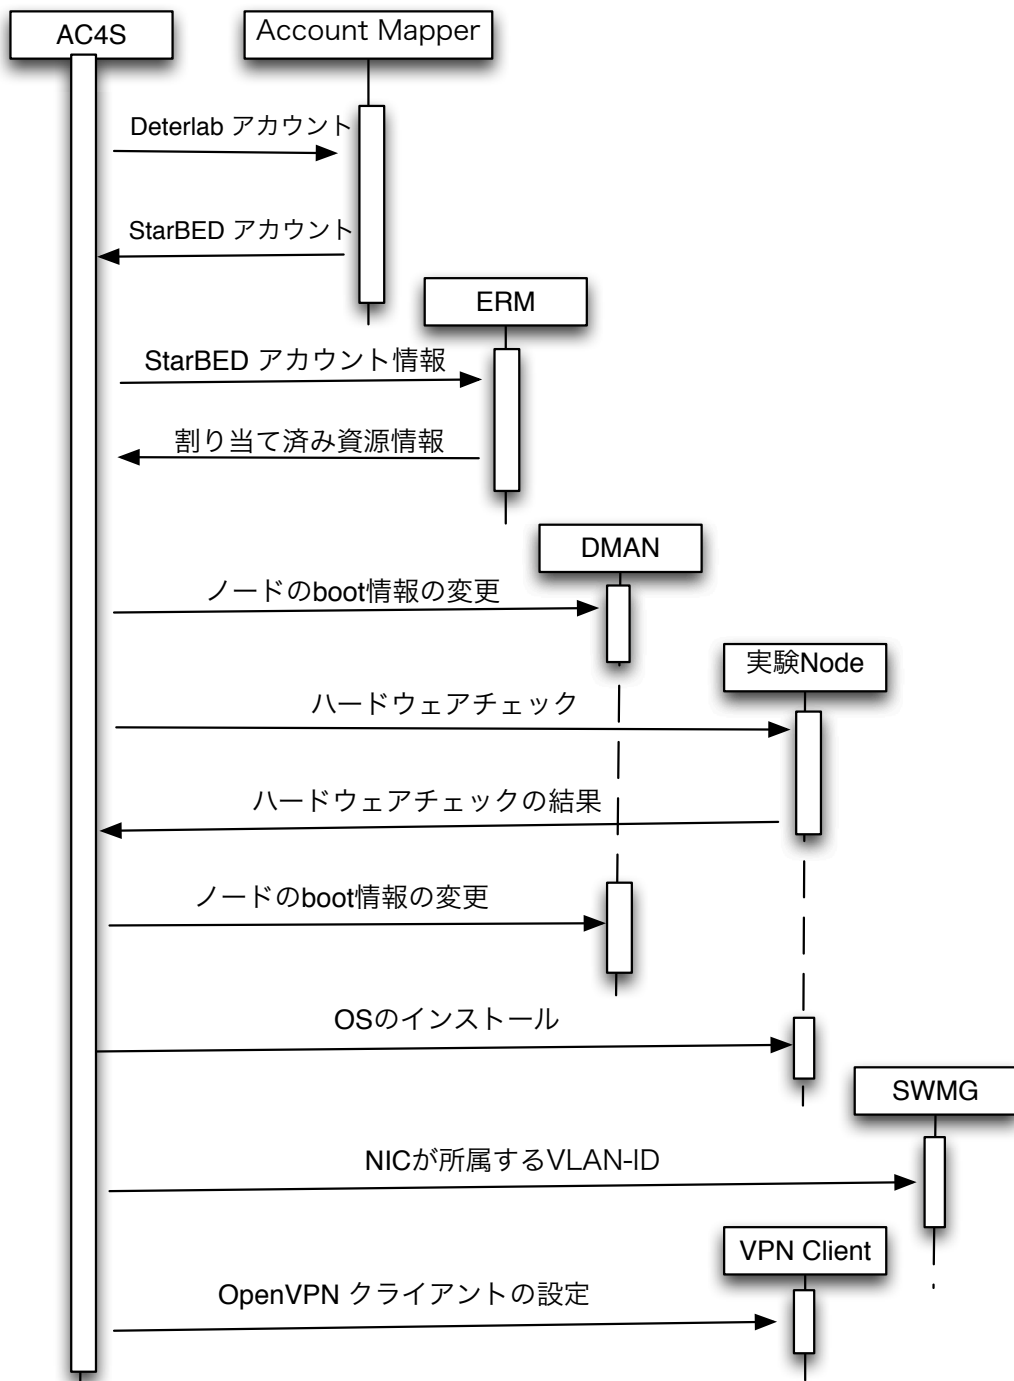 AC4S
Account Mapper
Deterlab アカウント
StarBED アカウント
ERM
StarBED アカウント情報
割り当て済み資源情報
DMAN
ノードのboot情報の変更
実験Node
ハードウェアチェック
ハードウェアチェックの結果
ノードのboot情報の変更
OSのインストール
SWMG
NICが所属するVLAN-ID
VPN Client
OpenVPN クライアントの設定